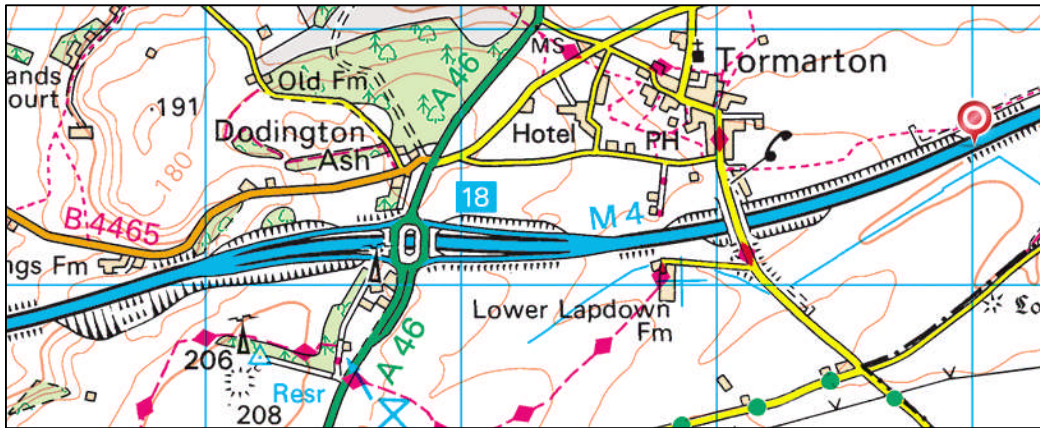 MS
Tormarton
ands
ourt
Old Fm
A 46
191
Dodington
Ash
Hotel
PH
180
18
B 4465
M 4
ngs Fm
Lower Lapdown
Fm
A 46
206
Resr
208